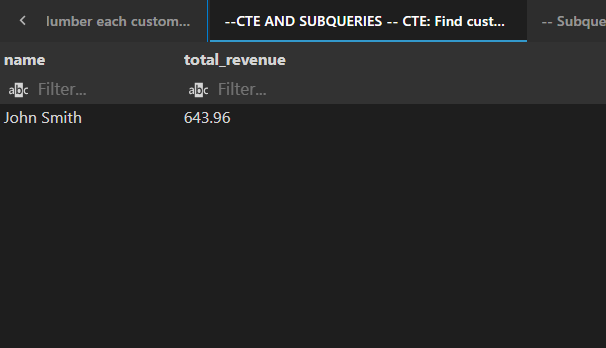 lumber each custom... --CTE AND SUBQUERIES -- CTE: Find cust... -- Subque
name total_revenue
abc Filter... abc Filter...
John Smith 643.96